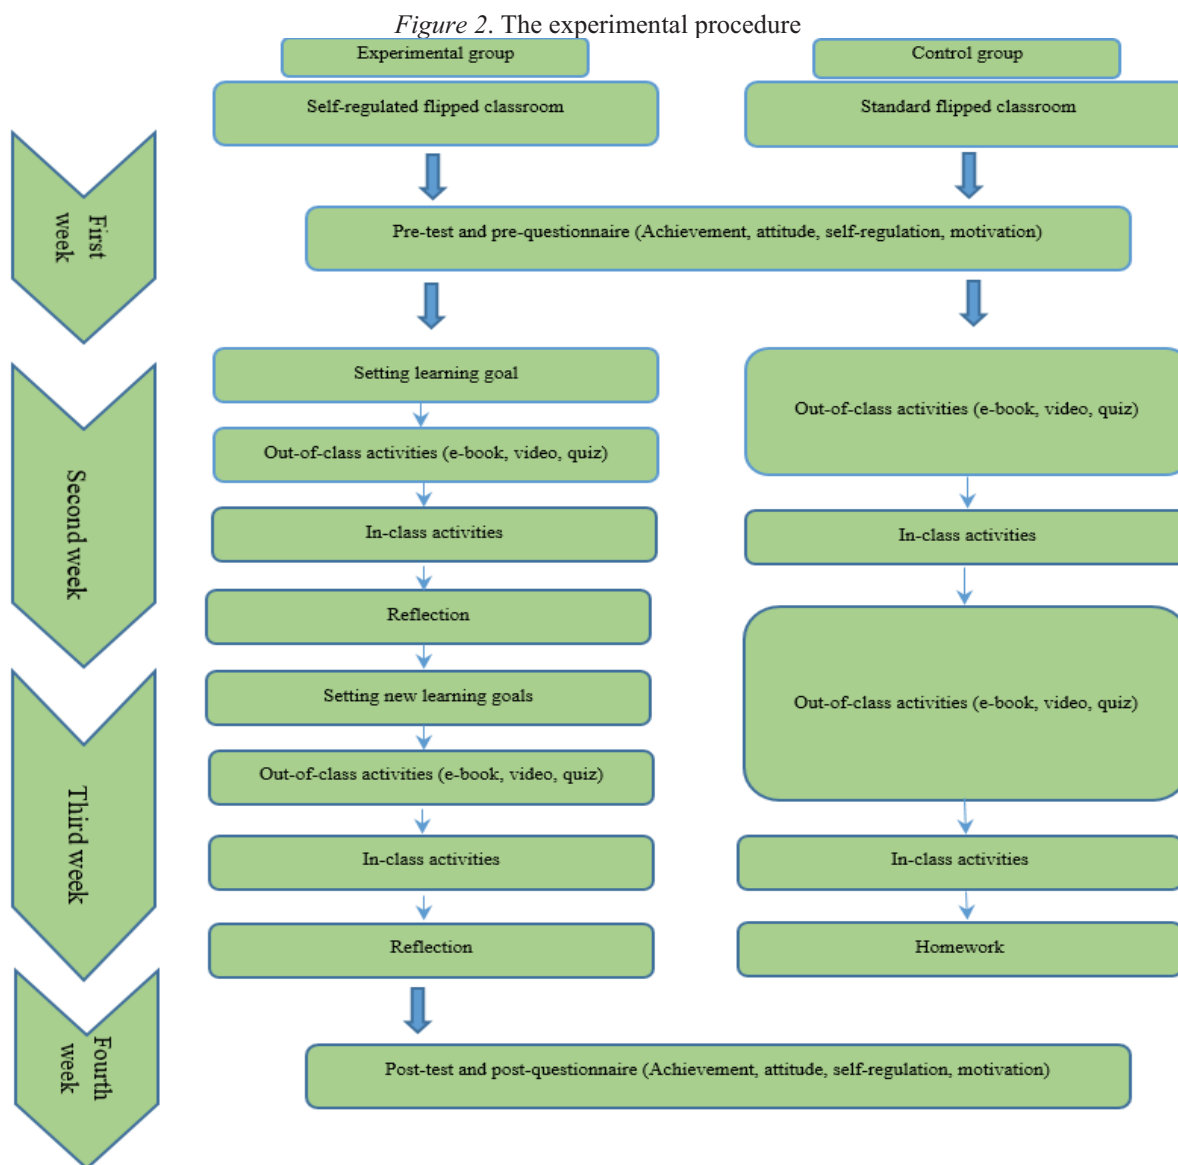 Figure 2. The experimental procedure
Experimental group
Control group
Self-regulated flipped classroom
Standard flipped classroom
First
week
Pre-test and pre-questionnaire (Achievement, attitude, self-regulation, motivation)
Second week
Setting learning goal
Out-of-class activities (e-book, video, quiz)
Out-of-class activities (e-book, video, quiz)
In-class activities
In-class activities
Reflection
Third week
Setting new learning goals
Out-of-class activities (e-book, video, quiz)
Out-of-class activities (e-book, video, quiz)
In-class activities
In-class activities
Reflection
Homework
Fourth
week
Post-test and post-questionnaire (Achievement, attitude, self-regulation, motivation)